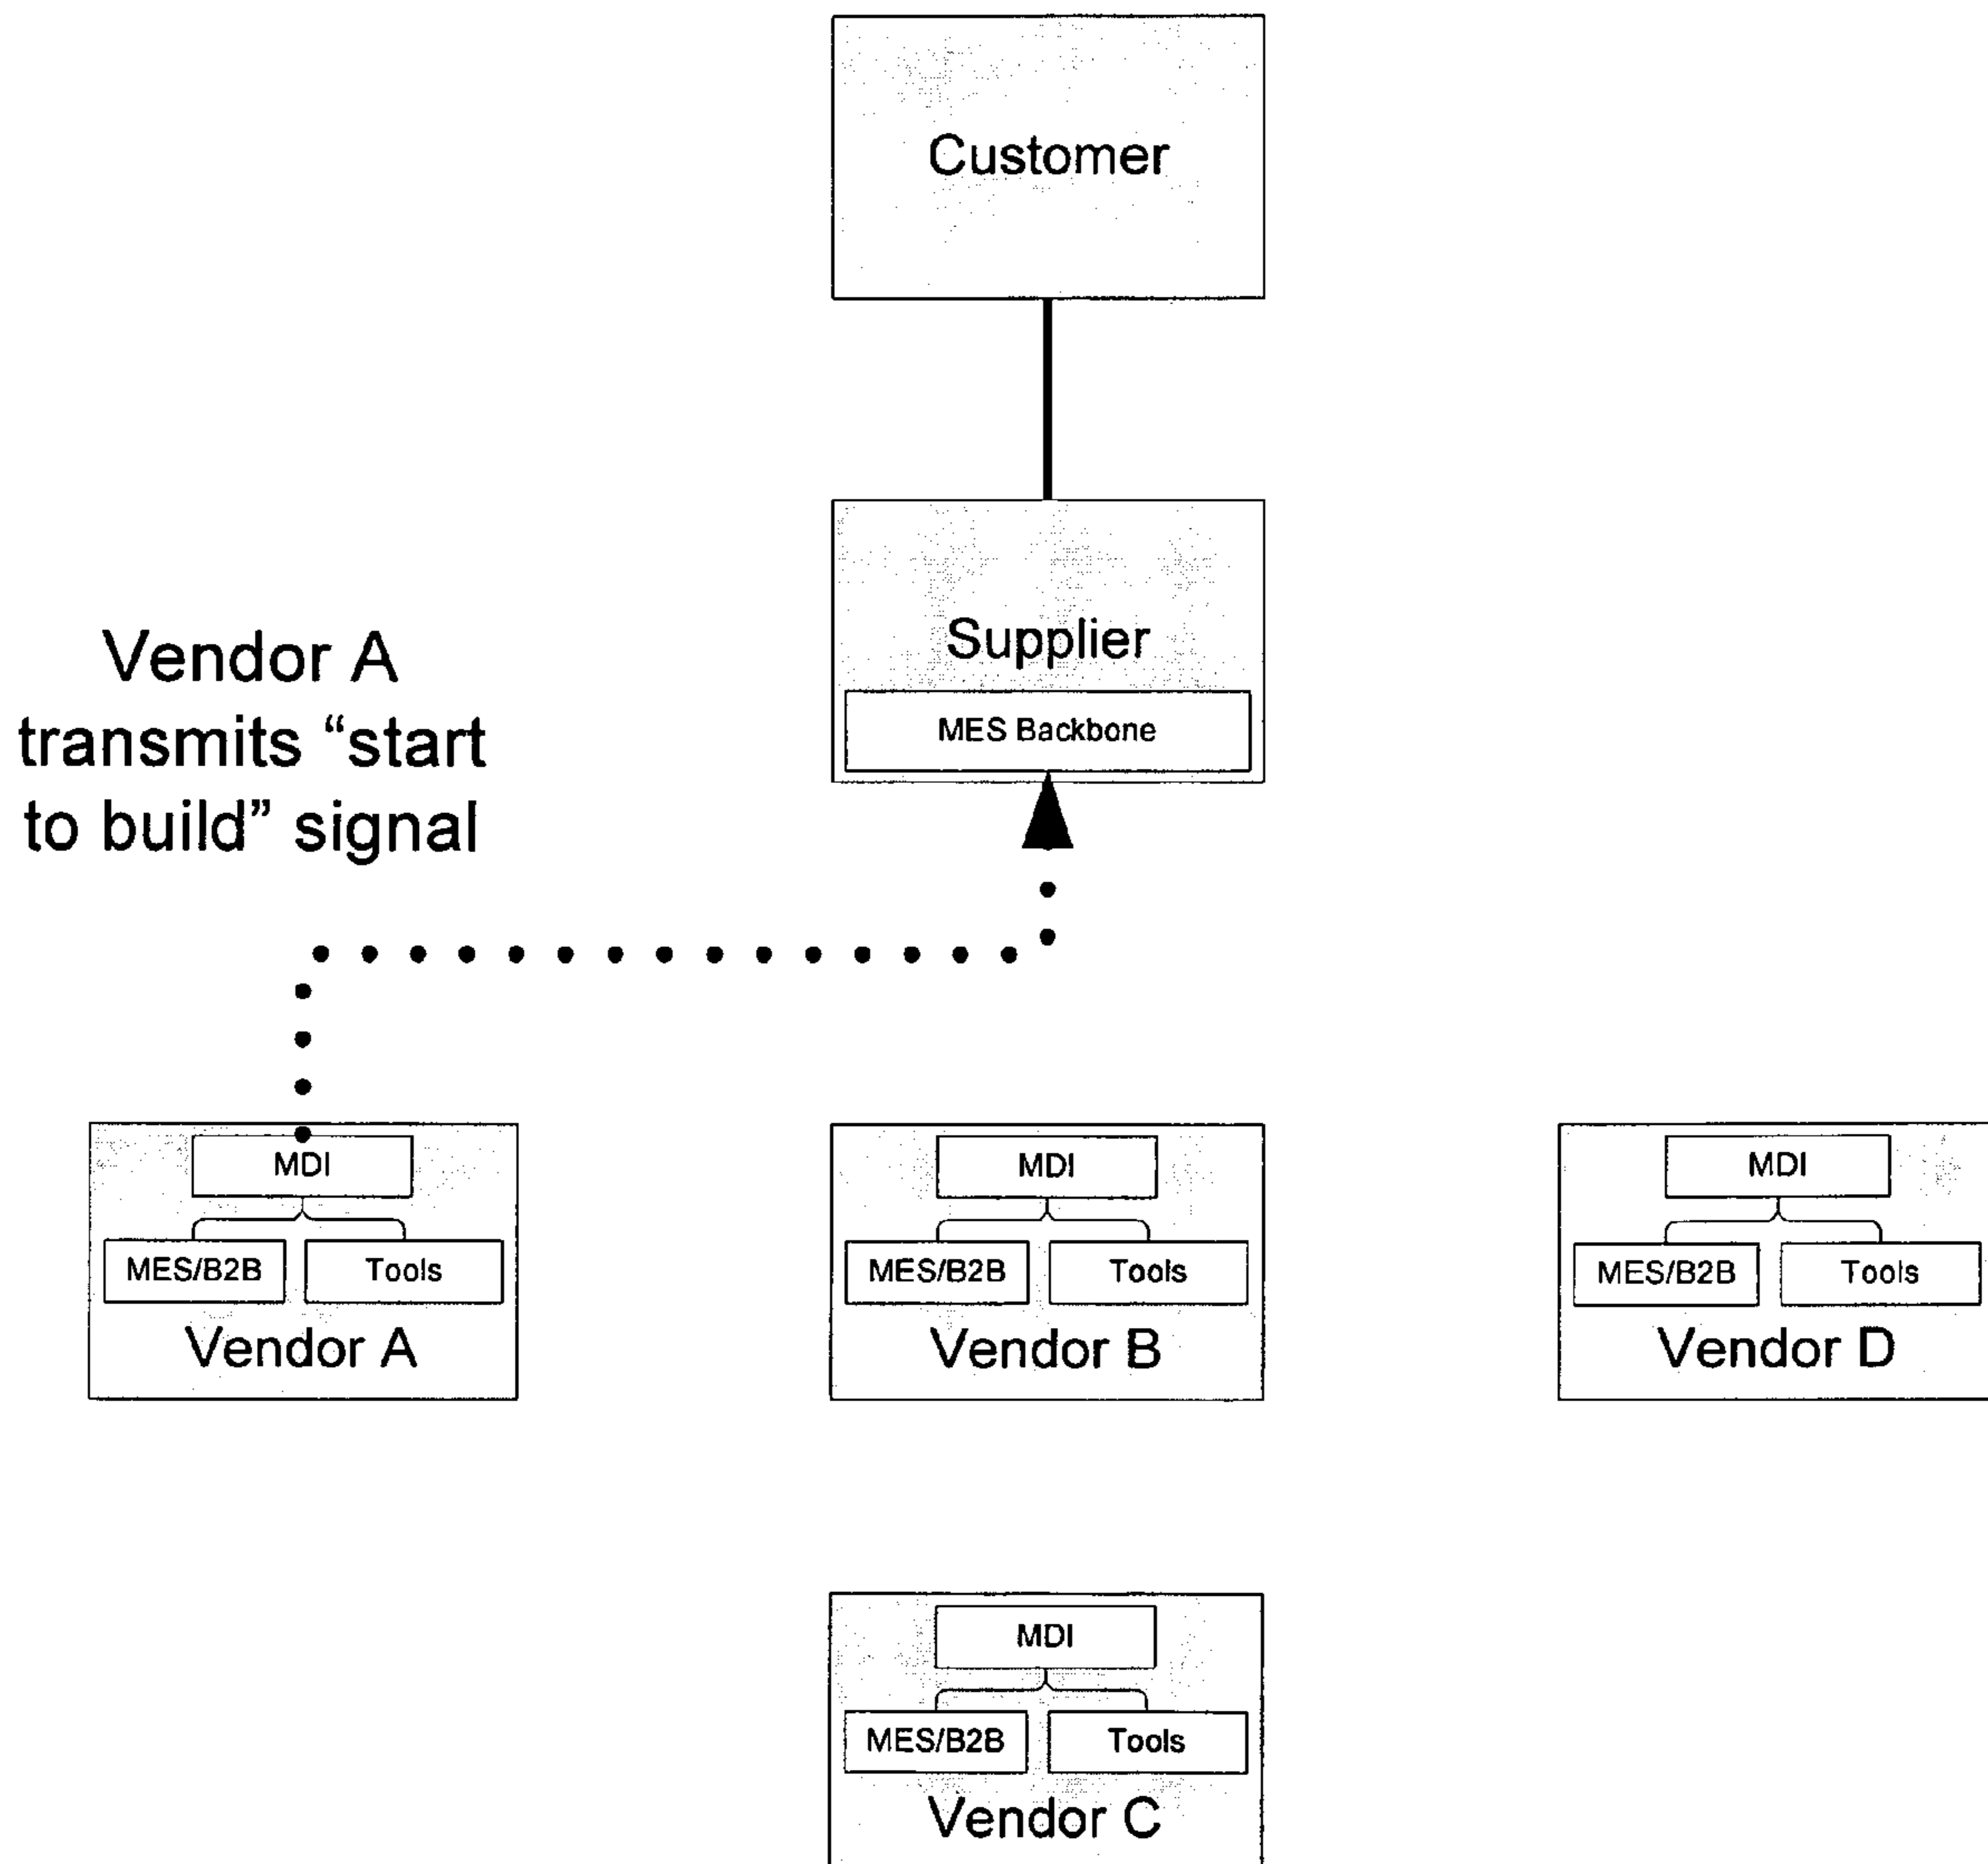 Customer
Supplier
MES Backbone
Vendor A
transmits “start
to build” signal
MDI
MES/B2B
Tools
Vendor A
MDI
MES/B2B
Tools
Vendor B
MDI
MES/B2B
Tools
Vendor D
MDI
MES/B2B
Tools
Vendor C